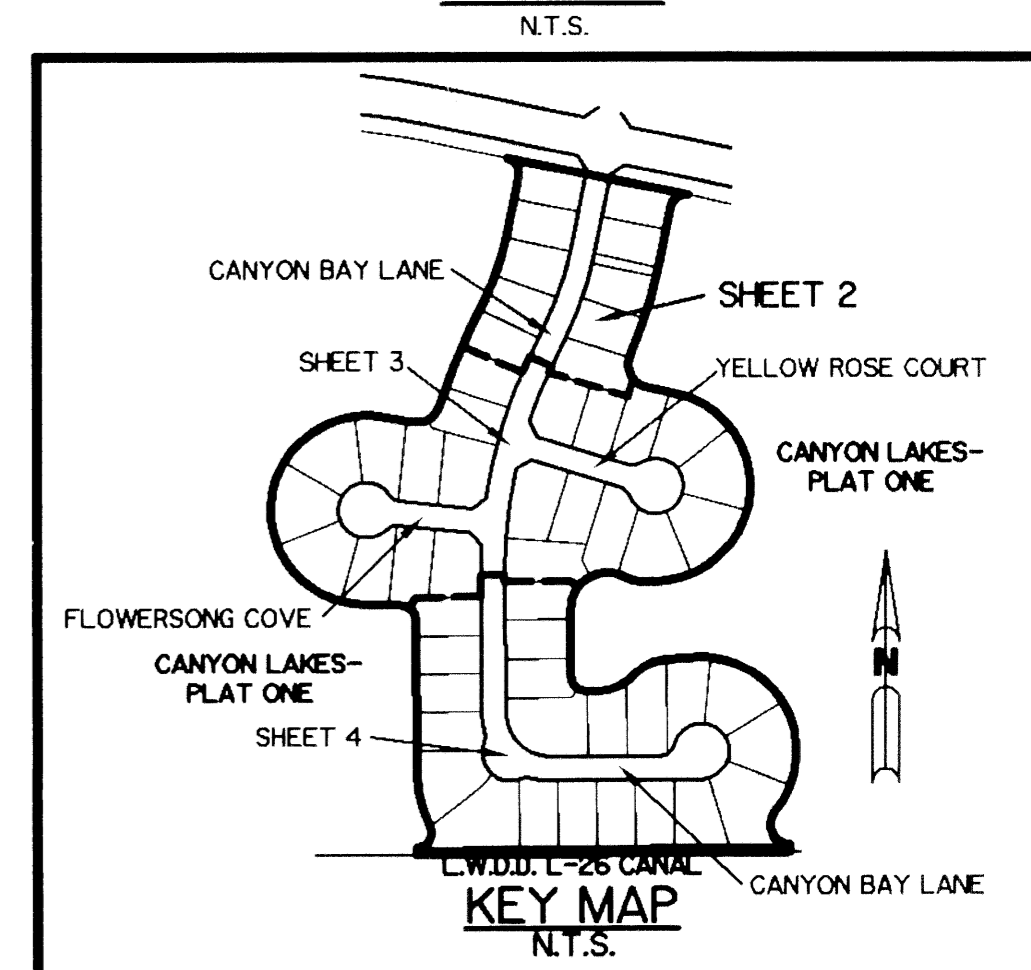 N.T.S.
CANYON BAY LANE
SHEET 2
SHEET 3
YELLOW ROSE COURT
CANYON LAKES-
PLAT ONE
FLOWERSONG COVE
CANYON LAKES-
PLAT ONE
N
SHEET 4
L.W.D.D. L-26 CANAL
CANYON BAY LANE
KEY MAP
N.T.S.